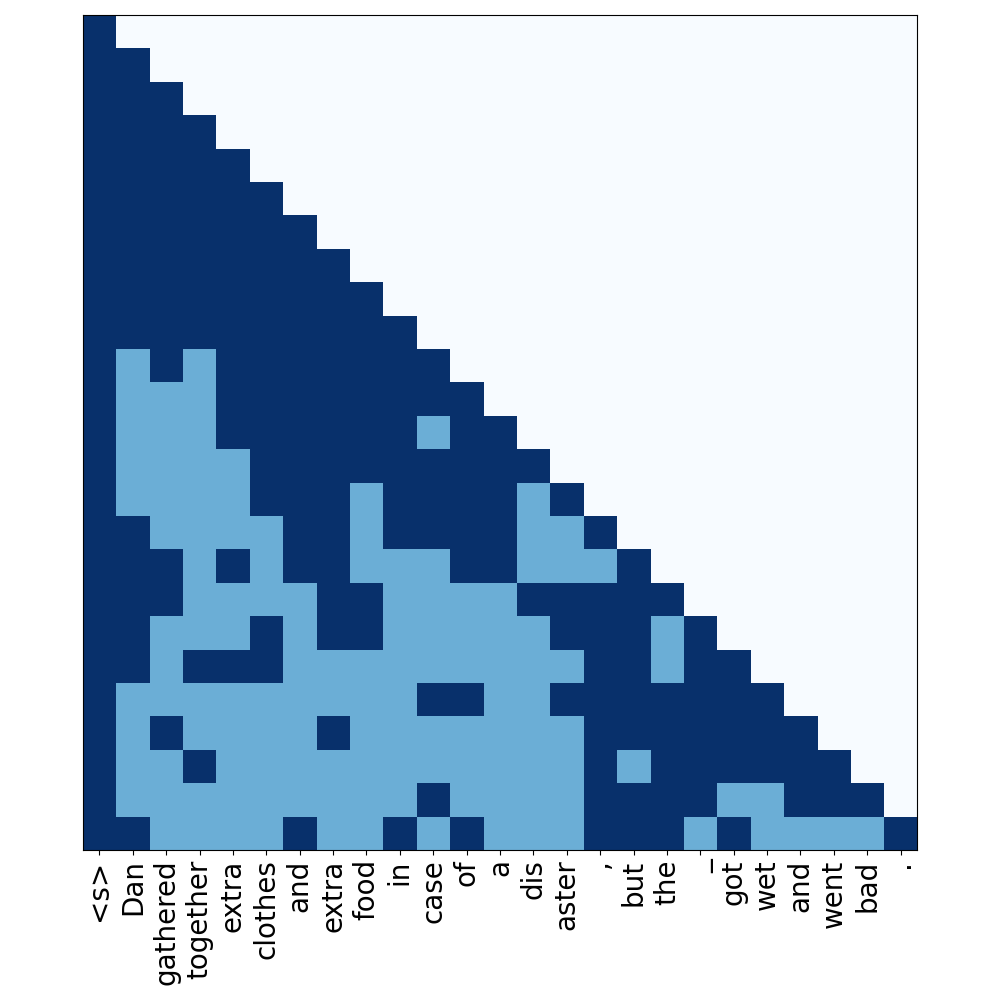 <s> Dan gathered together extra clothes and extra food in case of a dis aster , but the _ got wet and went bad .